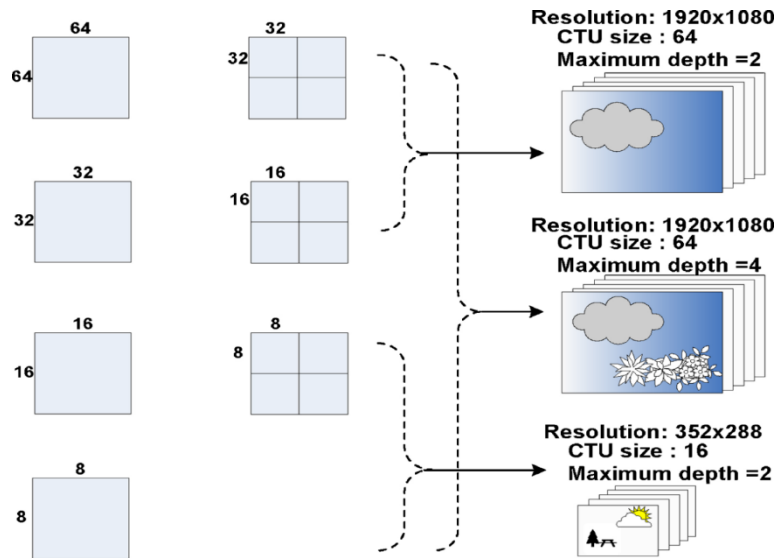 64
64
32
32
32
32
16
16
16
16
8
8
8
8
Resolution: 1920x1080
CTU size : 64
Maximum depth =2
Resolution: 1920x1080
CTU size : 64
Maximum depth =4
Resolution: 352x288
CTU size : 16
Maximum depth =2